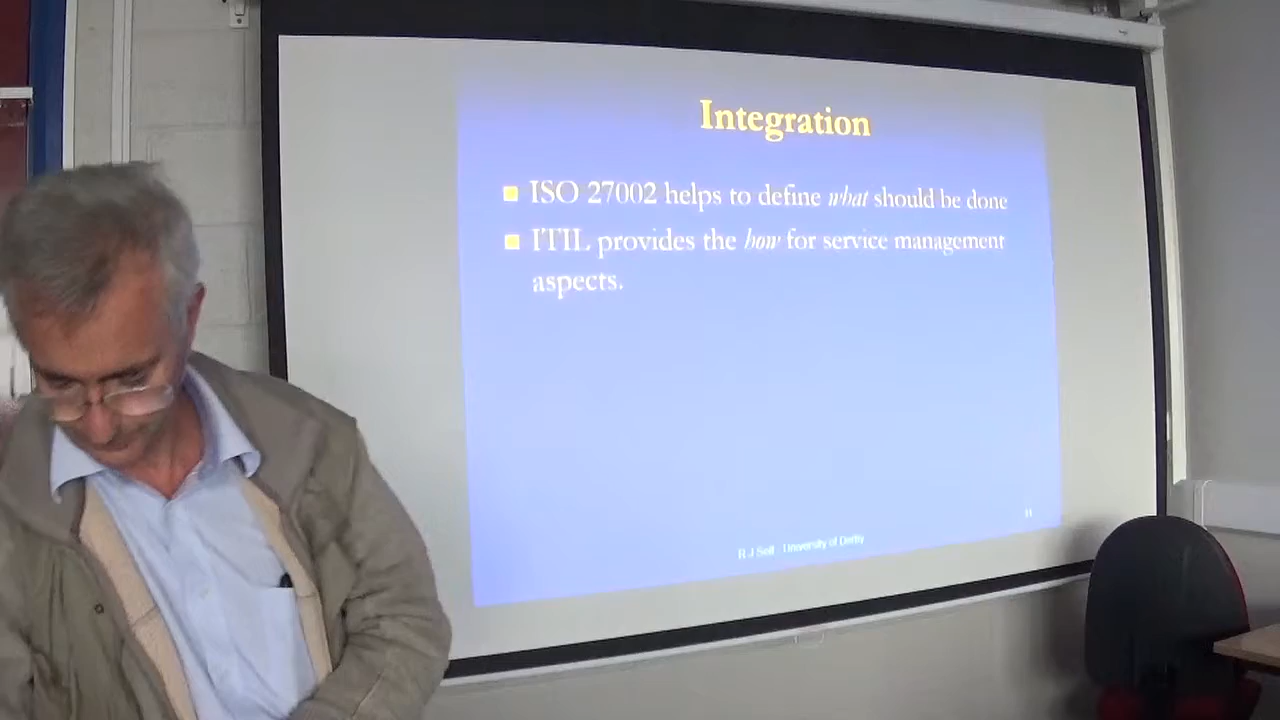 Integration
ISO 27002 helps to define what should be done
ITIL provides the how for service management
aspects.
11
R J Self University of Derby